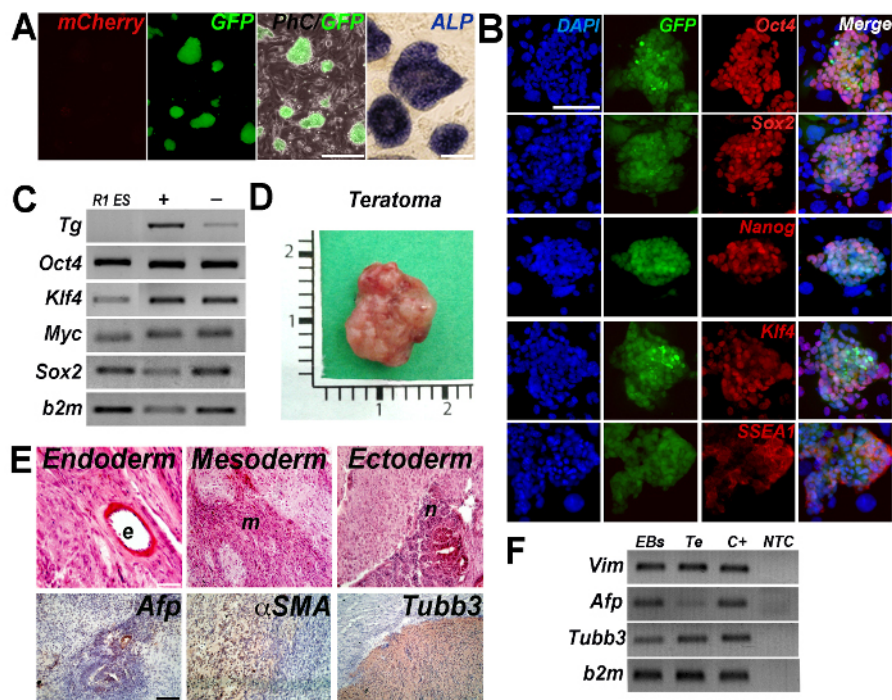 A
mCherry
GFP
PhC/GFP
ALP
B
DAPI
GFP
Oct4
Merge
Sox2
Nanog
Klf4
SSEA1
C
R1 ES
+
–
Tg
Oct4
Klf4
Myc
Sox2
b2m
D
Teratoma
2
1
1
2
E
Endoderm
Mesoderm
Ectoderm
e
m
n
Afp
αSMA
Tubb3
F
EBs
Te
C+
NTC
Vim
Afp
Tubb3
b2m